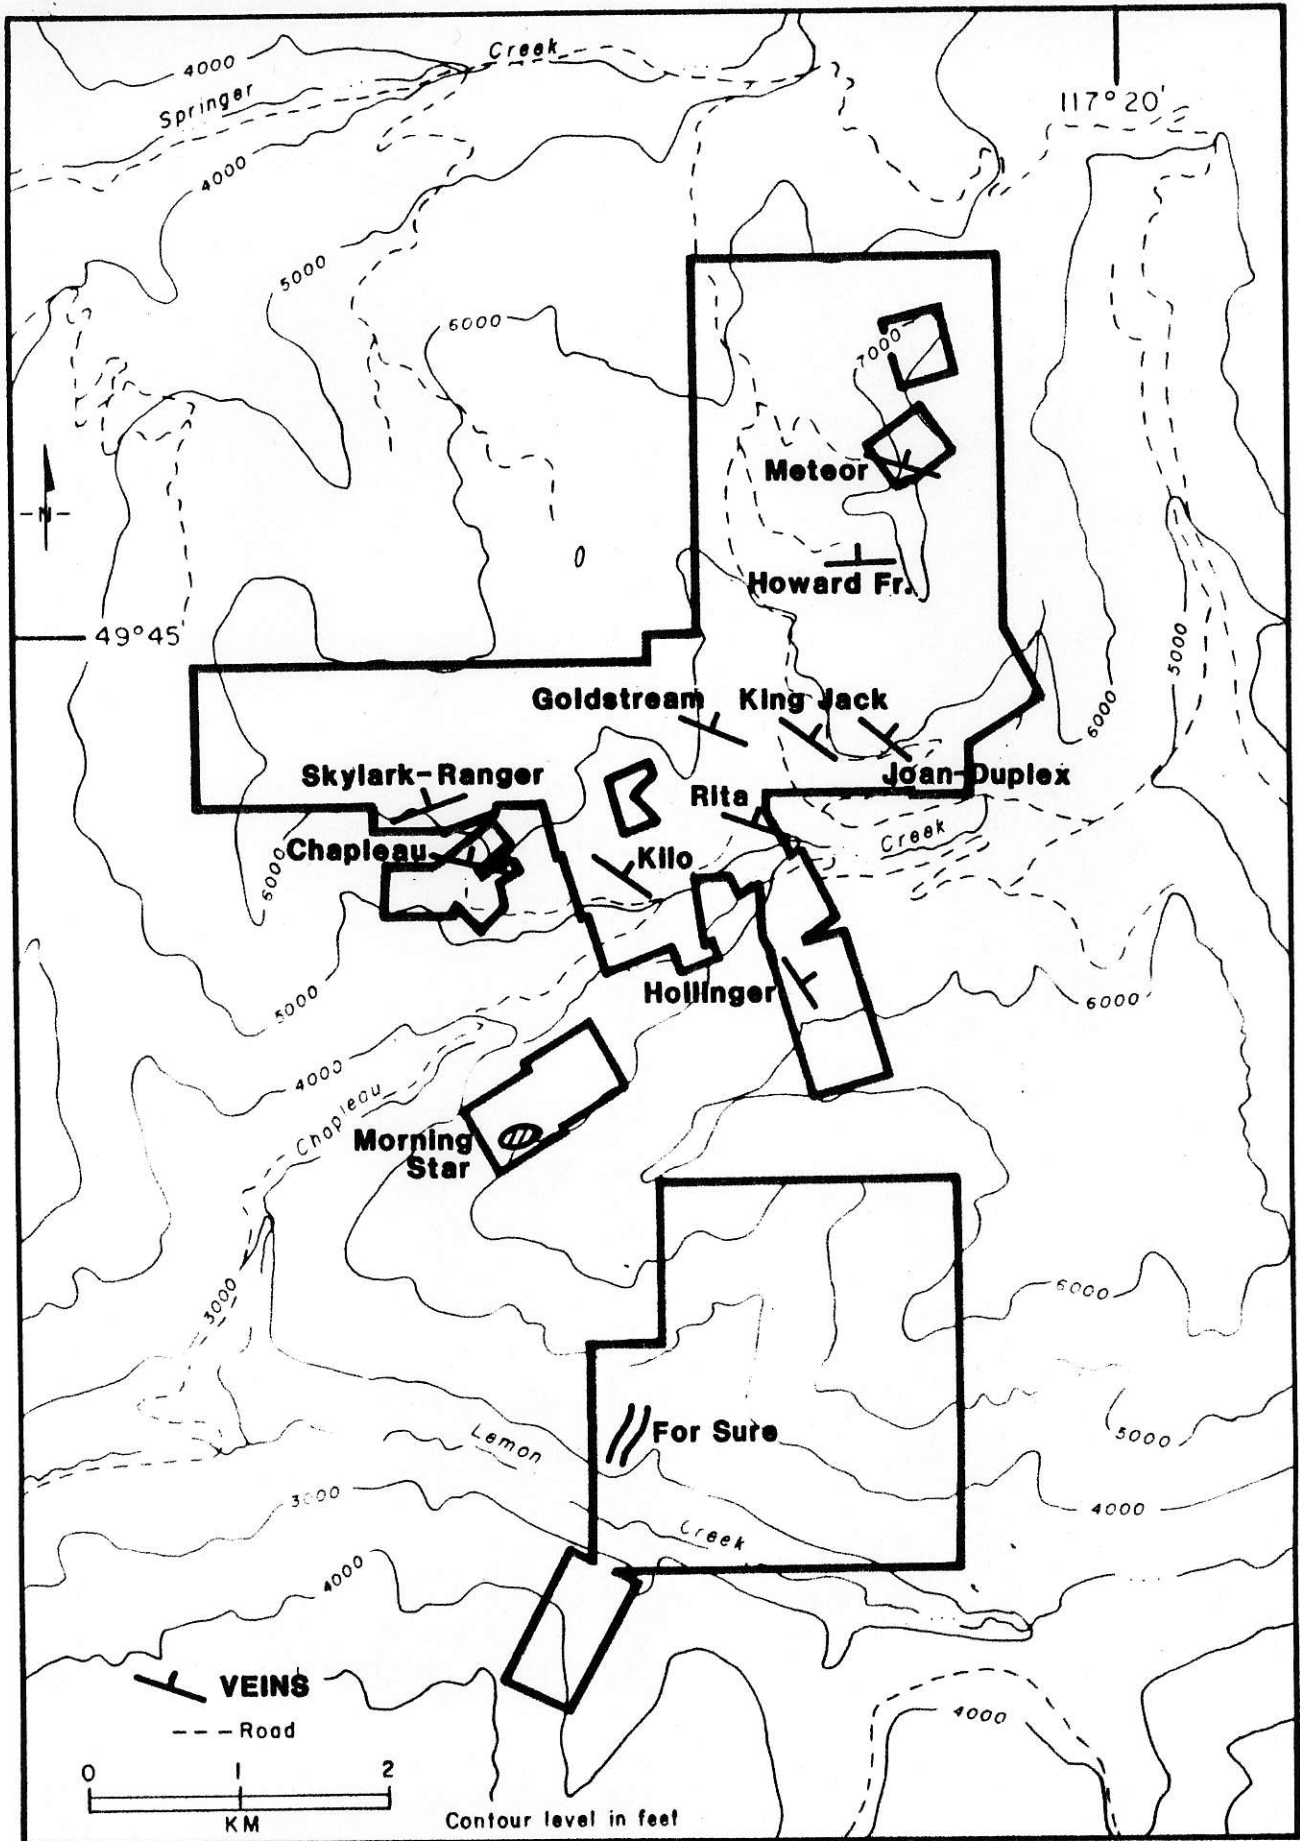 Creek
4000
Springer
117° 20'
4000
5000
6000
7000
Meteor
N
Howard Fr.
49°45'
5000
6000
Goldstream
King Jack
Skylark-Ranger
Joan-Duplex
Rita
Creek
Chapleau
Kilo
6000
Hollinger
5000
6000
4000
Chapleau
Morning
Star
3000
6000
For Sure
5000
Lemon
3000
4000
Creek
4000
VEINS
Road
4000
0 1 2
KM
Contour level in feet